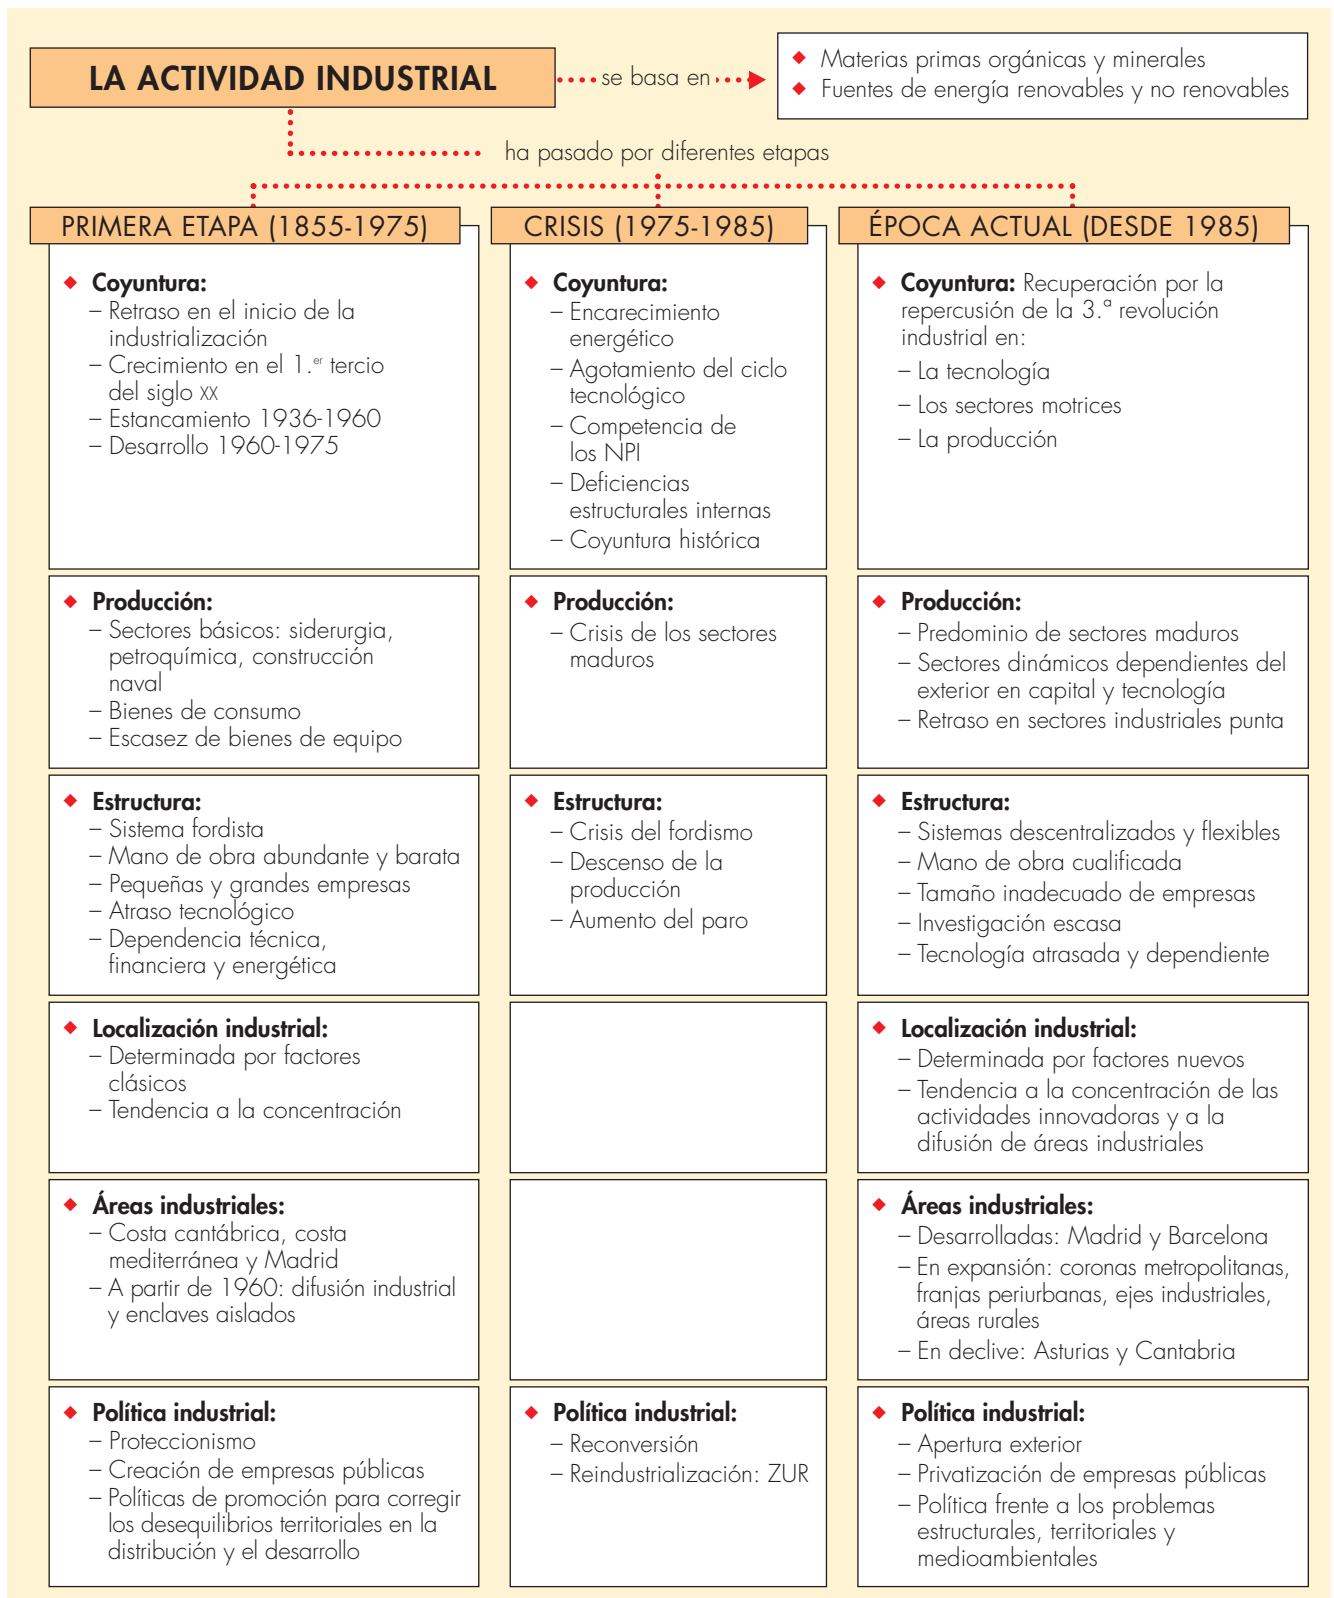 LA ACTIVIDAD INDUSTRIAL
se basa en
◆ Materias primas orgánicas y minerales
◆ Fuentes de energía renovables y no renovables
ha pasado por diferentes etapas
PRIMERA ETAPA (1855-1975)
◆ Coyuntura:
– Retraso en el inicio de la
industrialización
– Crecimiento en el 1.er tercio
del siglo XX
– Estancamiento 1936-1960
– Desarrollo 1960-1975
◆ Producción:
– Sectores básicos: siderurgia,
petroquímica, construcción
naval
– Bienes de consumo
– Escasez de bienes de equipo
◆ Estructura:
– Sistema fordista
– Mano de obra abundante y barata
– Pequeñas y grandes empresas
– Atraso tecnológico
– Dependencia técnica,
financiera y energética
◆ Localización industrial:
– Determinada por factores
clásicos
– Tendencia a la concentración
◆ Áreas industriales:
– Costa cantábrica, costa
mediterránea y Madrid
– A partir de 1960: difusión industrial
y enclaves aislados
◆ Política industrial:
– Proteccionismo
– Creación de empresas públicas
– Políticas de promoción para corregir
los desequilibrios territoriales en la
distribución y el desarrollo
CRISIS (1975-1985)
◆ Coyuntura:
– Encarecimiento
energético
– Agotamiento del ciclo
tecnológico
– Competencia de
los NPI
– Deficiencias
estructurales internas
– Coyuntura histórica
◆ Producción:
– Crisis de los sectores
maduros
◆ Estructura:
– Crisis del fordismo
– Descenso de la
producción
– Aumento del paro
◆ Política industrial:
– Reconversión
– Reindustrialización: ZUR
ÉPOCA ACTUAL (DESDE 1985)
◆ Coyuntura: Recuperación por la
repercusión de la 3.ª revolución
industrial en:
– La tecnología
– Los sectores motrices
– La producción
◆ Producción:
– Predominio de sectores maduros
– Sectores dinámicos dependientes del
exterior en capital y tecnología
– Retraso en sectores industriales punta
◆ Estructura:
– Sistemas descentralizados y flexibles
– Mano de obra cualificada
– Tamaño inadecuado de empresas
– Investigación escasa
– Tecnología atrasada y dependiente
◆ Localización industrial:
– Determinada por factores nuevos
– Tendencia a la concentración de las
actividades innovadoras y a la
difusión de áreas industriales
◆ Áreas industriales:
– Desarrolladas: Madrid y Barcelona
– En expansión: coronas metropolitanas,
franjas periurbanas, ejes industriales,
áreas rurales
– En declive: Asturias y Cantabria
◆ Política industrial:
– Apertura exterior
– Privatización de empresas públicas
– Política frente a los problemas
estructurales, territoriales y
medioambientales